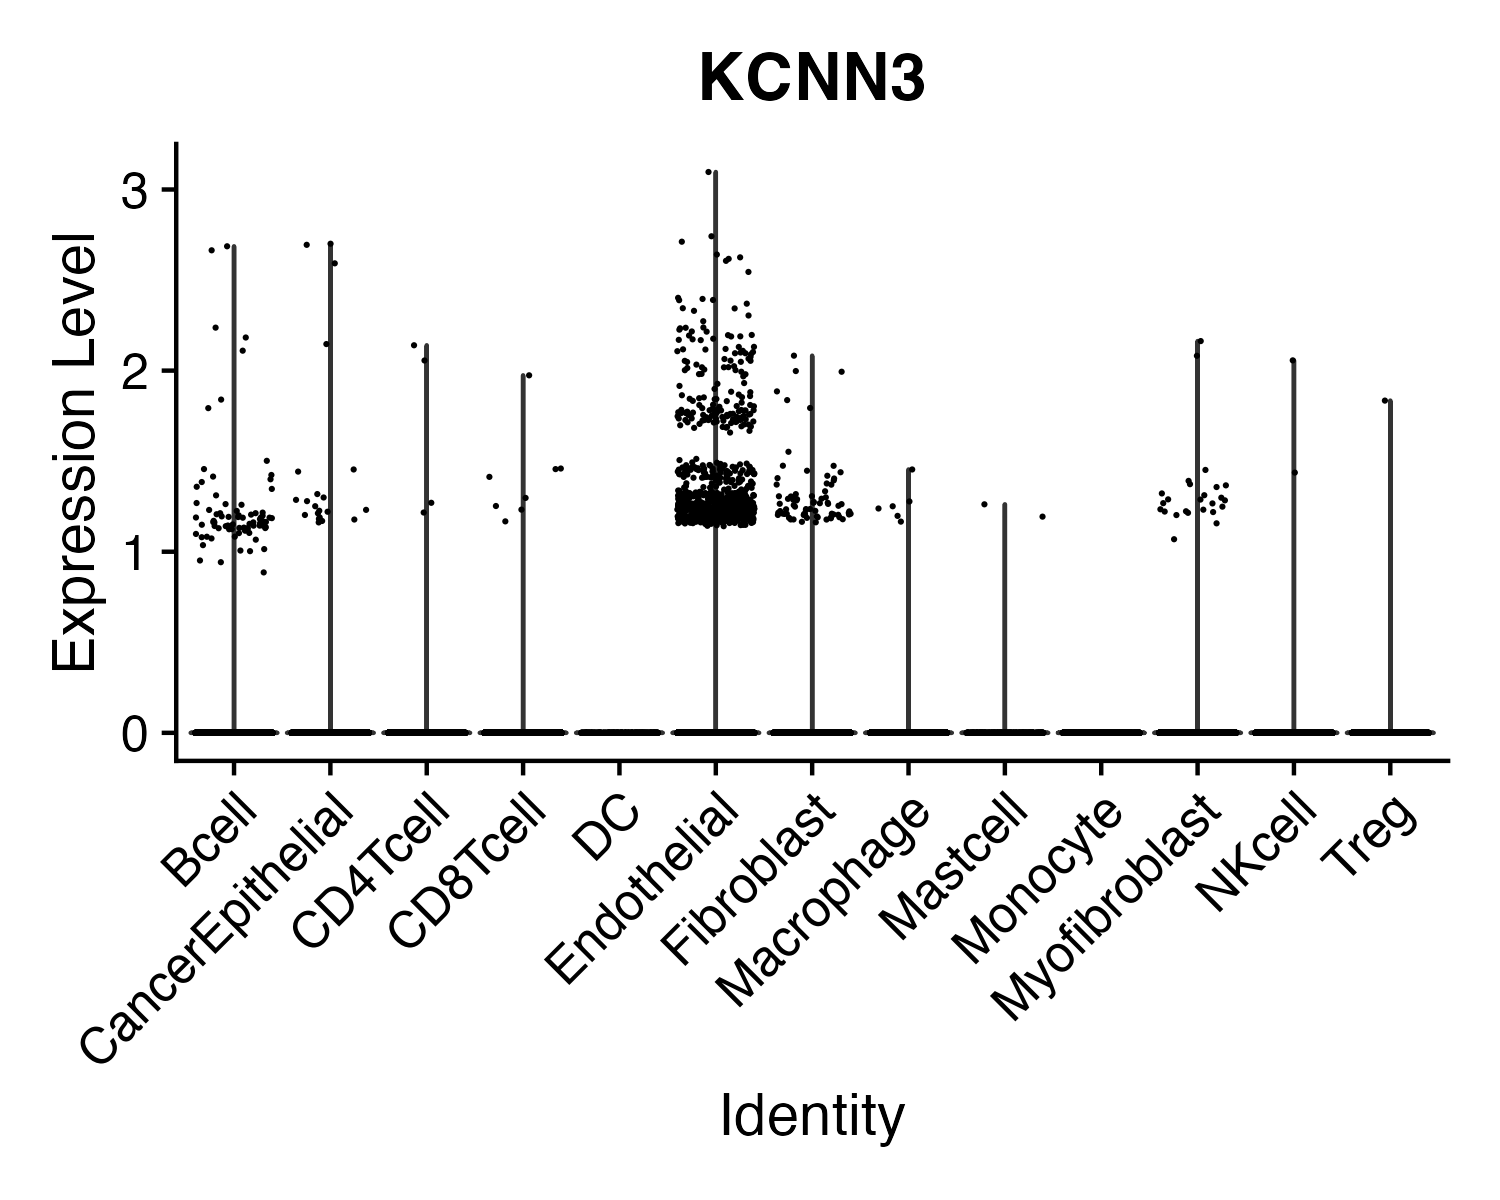 KCNN3
Expression Level
3
2
1
0
Bcell
CancerEpithelial
CD4Tcell
CD8Tcell
DC
Endothelial
Fibroblast
Macrophage
Mastcell
Monocyte
Myofibroblast
NKcell
Treg
Identity